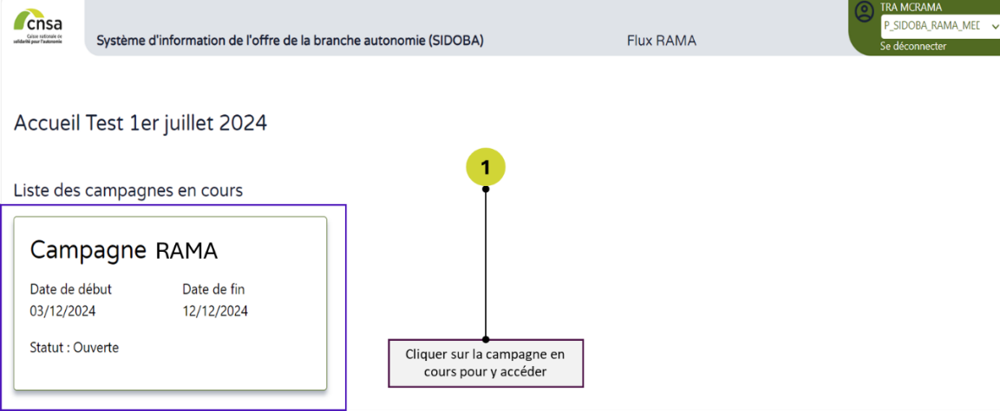 cnsa
Caisse nationale de
solidarité pour l'autonomie
Système d'information de l'offre de la branche autonomie (SIDOBA)
Flux RAMA
TRA MCRAMA
P_SIDOBA_RAMA_MED
Se déconnecter
Accueil Test 1er juillet 2024
1
Liste des campagnes en cours
Campagne RAMA
Date de début Date de fin
03/12/2024 12/12/2024
Statut : Ouverte
Cliquer sur la campagne en
cours pour y accéder